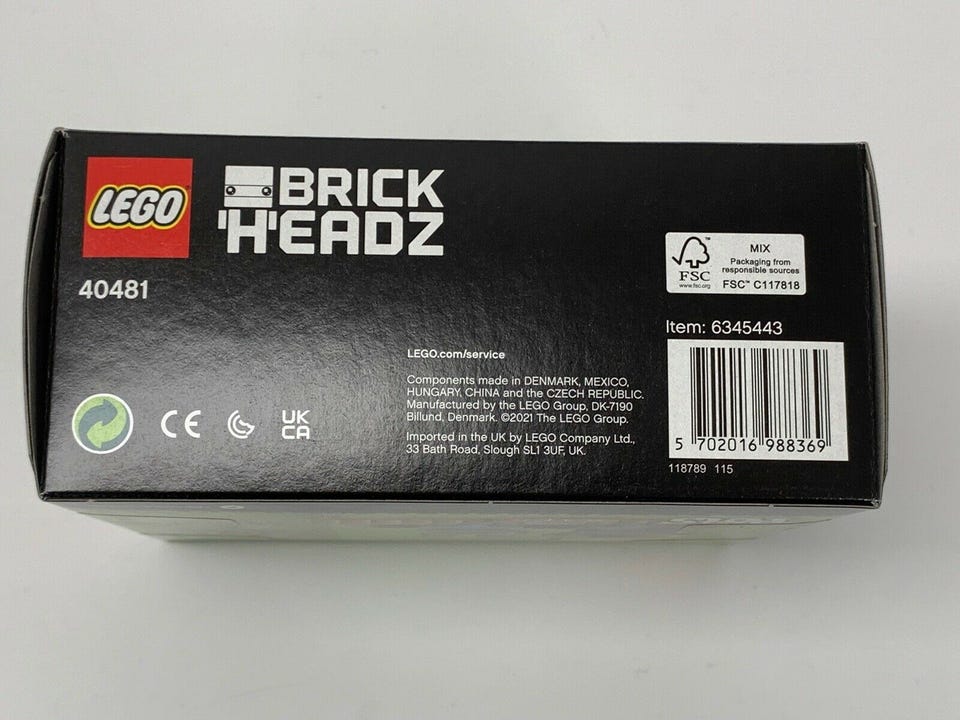 LEGO
BRICK
HEADZ
40481
MIX
Packaging from
responsible sources
FSC
www.fsc.org
FSC™ C117818
Item: 6345443
LEGO.com/service
Components made in DENMARK, MEXICO,
HUNGARY, CHINA and the CZECH REPUBLIC.
Manufactured by the LEGO Group, DK-7190
Billund, Denmark. ©2021 The LEGO Group.
Imported in the UK by LEGO Company Ltd.,
33 Bath Road, Slough SL1 3UF, UK.
CE
UK
CA
5 702016 988369
118789 115